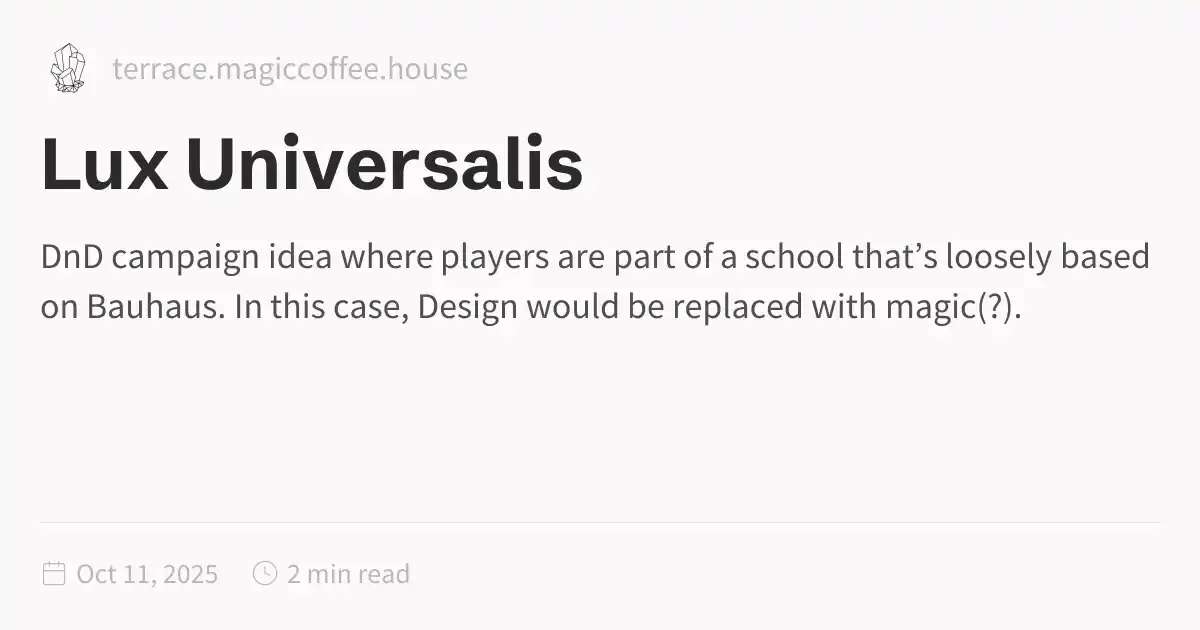 terrace.magiccoffee.house
Lux Universalis
DnD campaign idea where players are part of a school that’s loosely based
on Bauhaus. In this case, Design would be replaced with magic(?).
Oct 11, 2025 2 min read